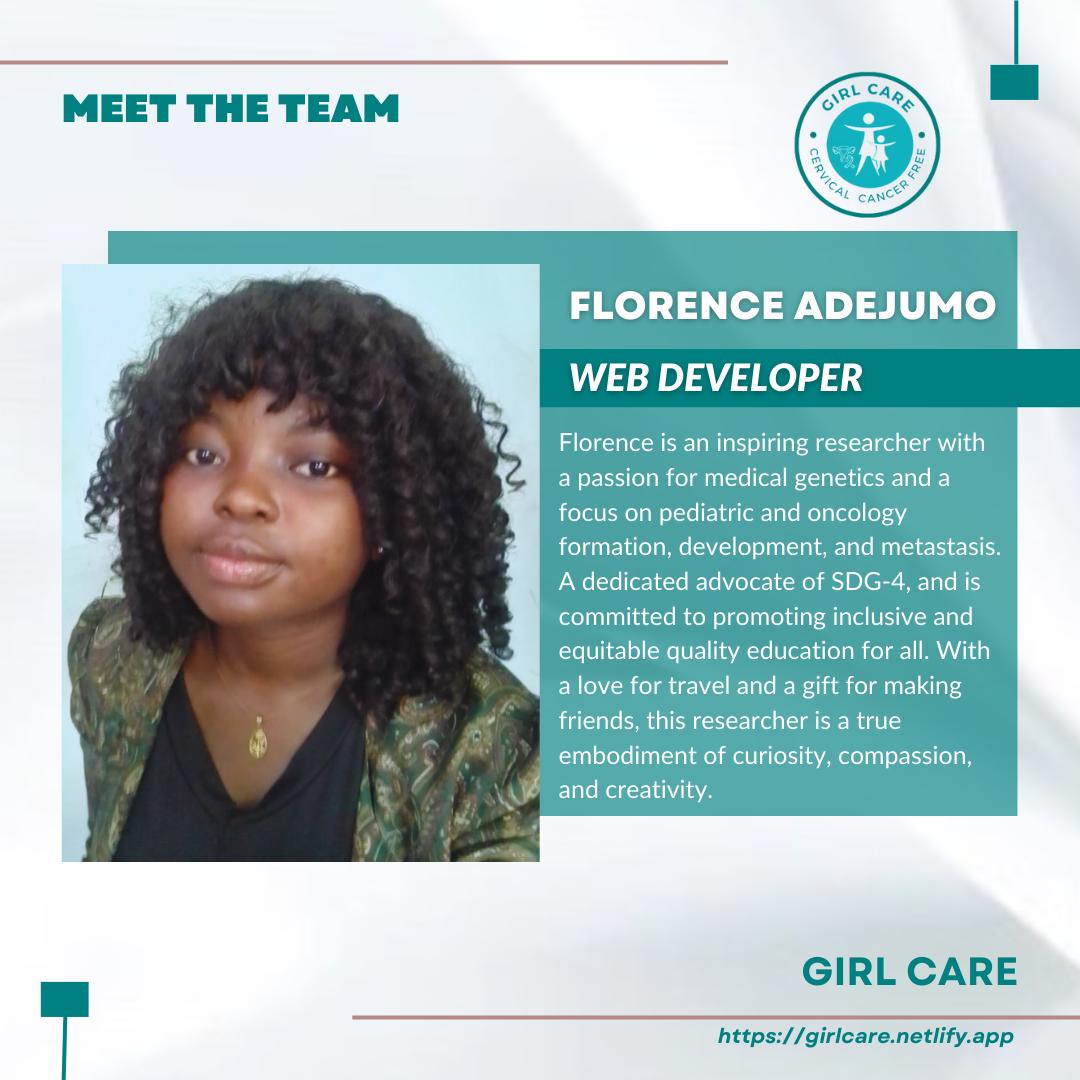 MEET THE TEAM
GIRL CARE
CERVICAL CANCER FREE
FLORENCE ADEJUMO
WEB DEVELOPER
Florence is an inspiring researcher with
a passion for medical genetics and a
focus on pediatric and oncology
formation, development, and metastasis.
A dedicated advocate of SDG-4, and is
committed to promoting inclusive and
equitable quality education for all. With
a love for travel and a gift for making
friends, this researcher is a true
embodiment of curiosity, compassion,
and creativity.
GIRL CARE
https://girlcare.netlify.app